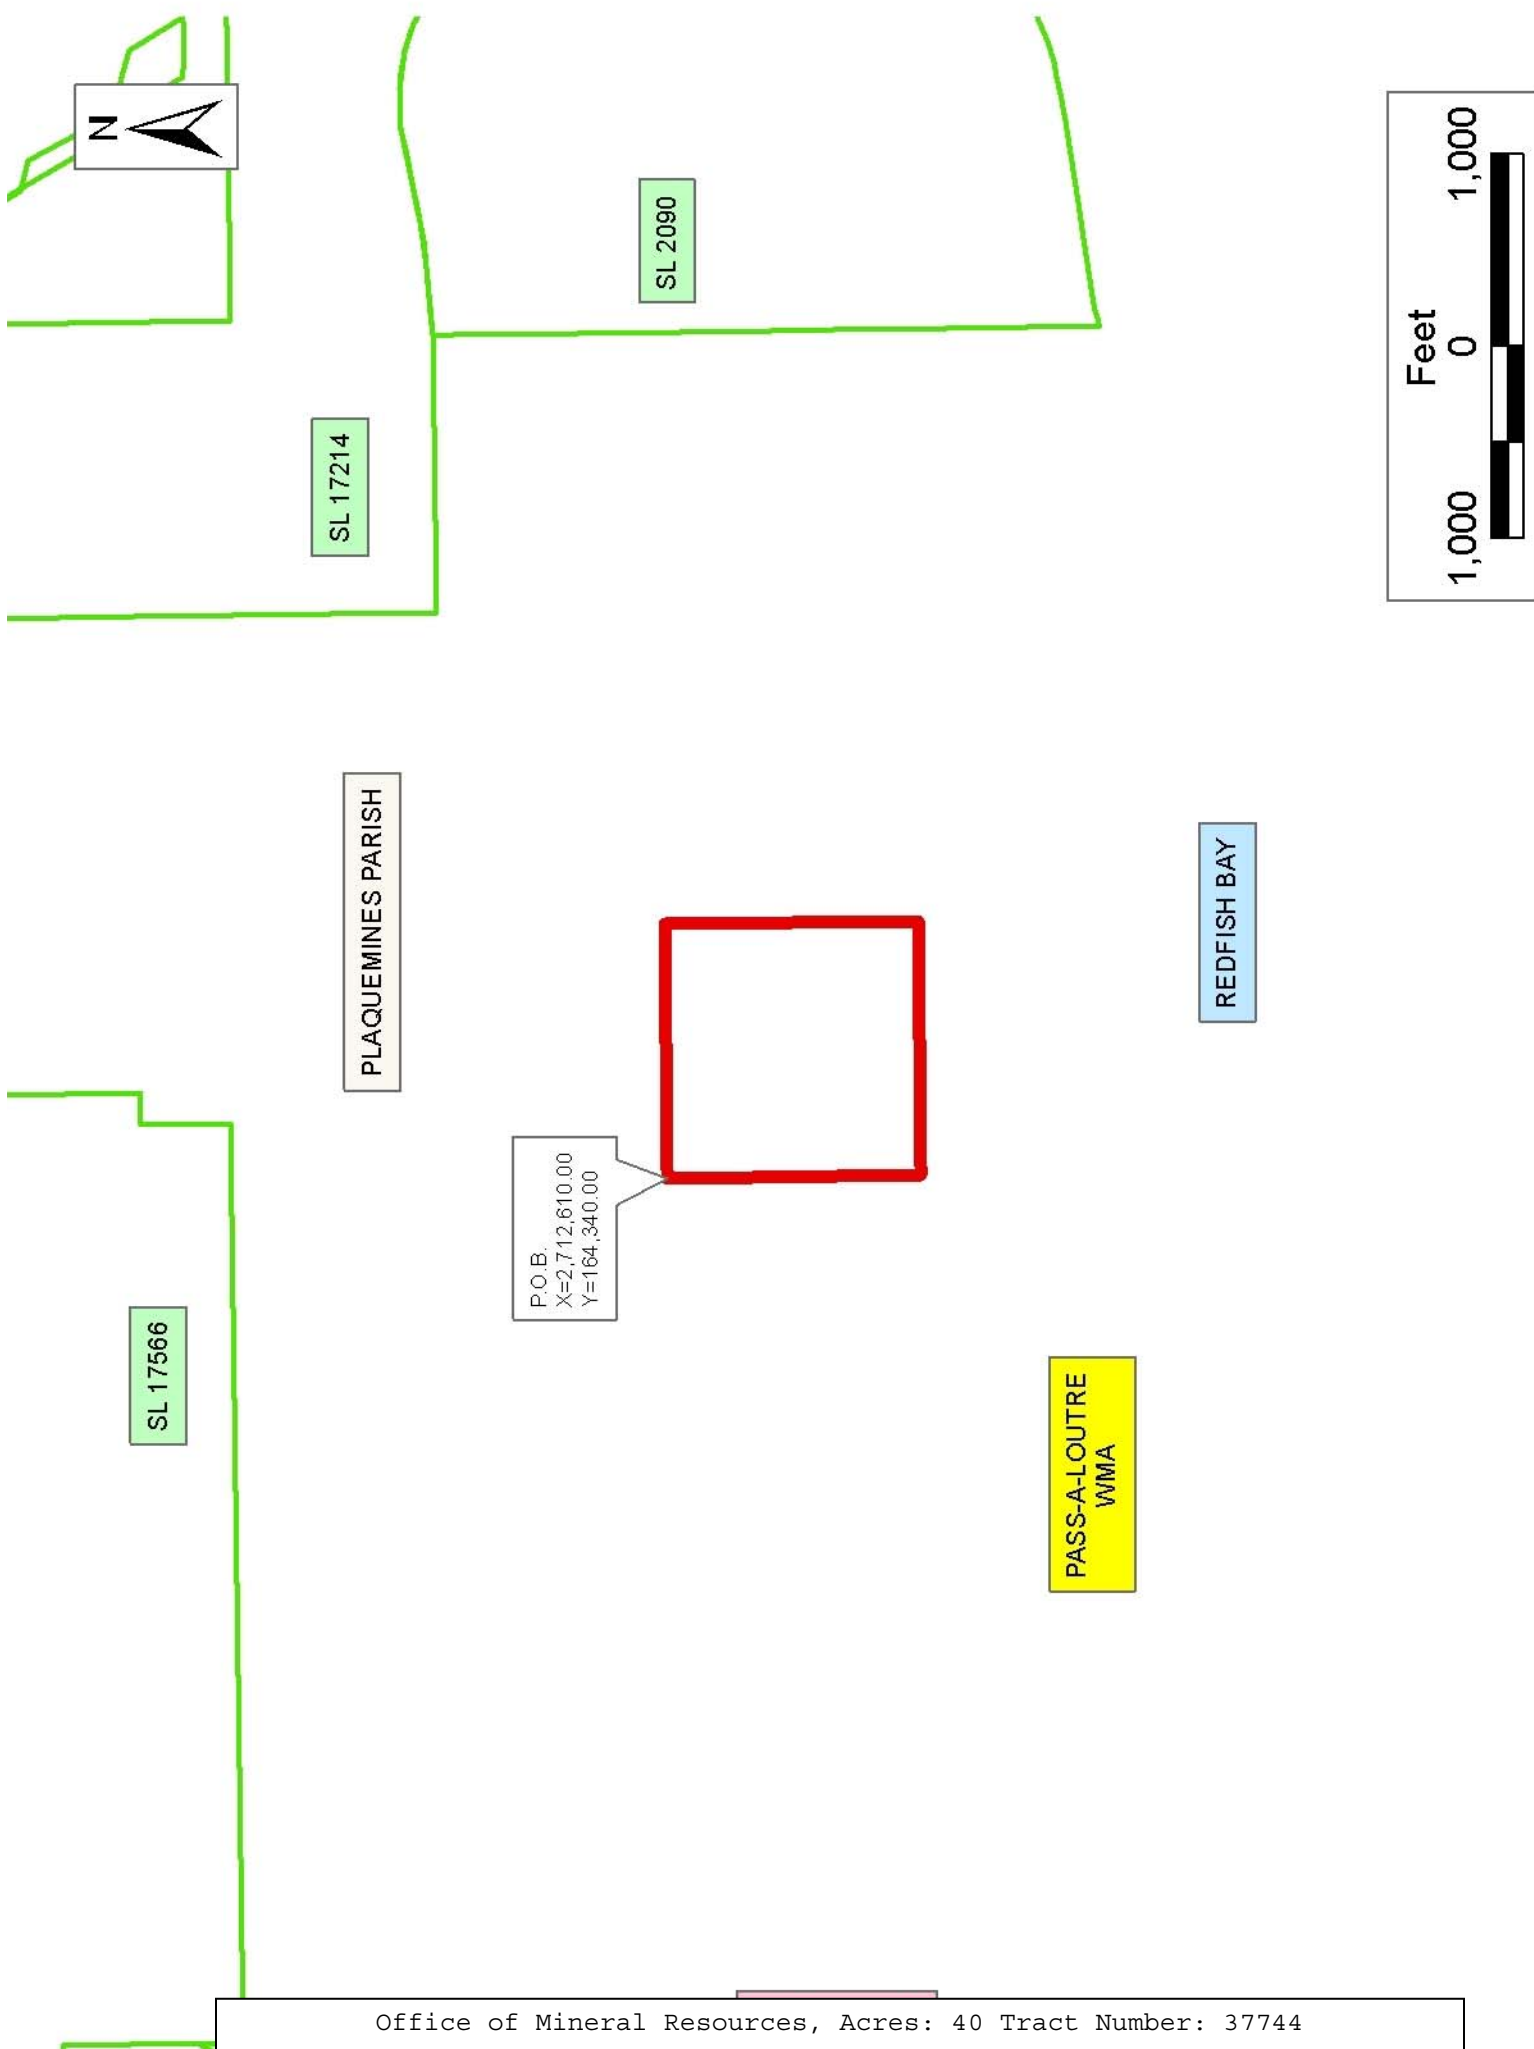 SL 17566
PLAQUEMINES PARISH
SL 17214
N
P.O.B.
X=2,712,610.00
Y=164,340.00
SL 2090
PASS-A-LOUTRE
WMA
REDFISH BAY
Feet
1,000 0 1,000
Office of Mineral Resources, Acres: 40 Tract Number: 37744